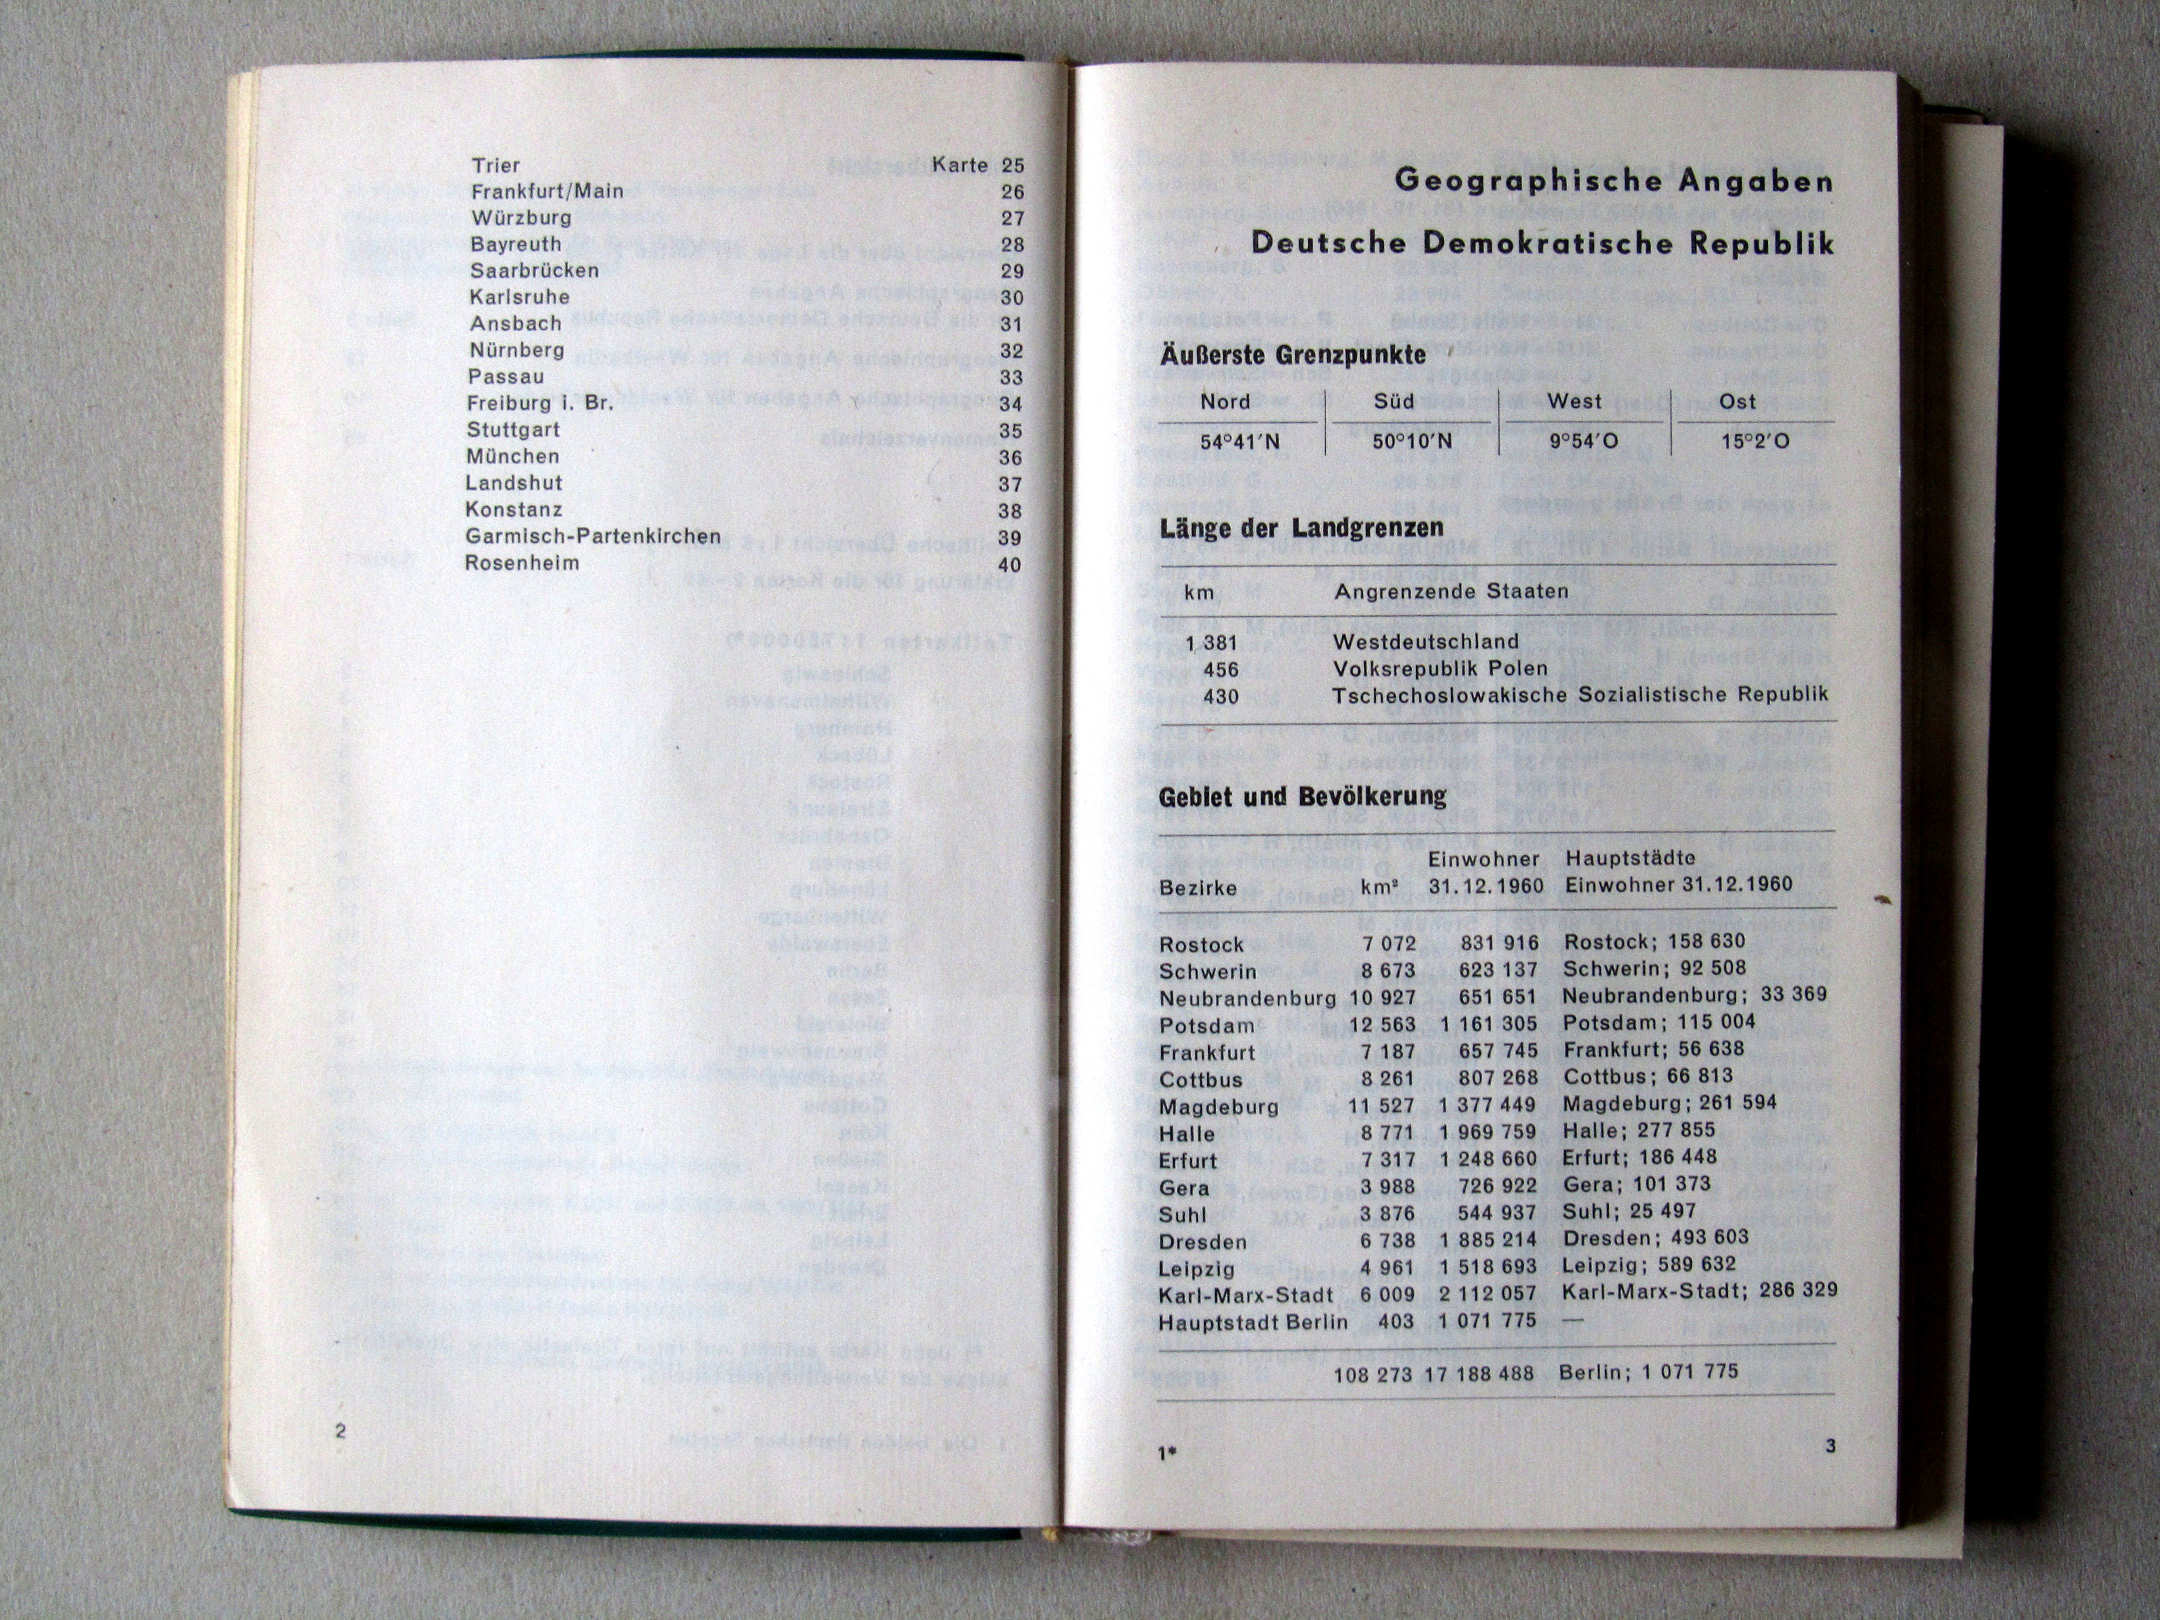 Trier Karte 25
Frankfurt/Main 26
Würzburg 27
Bayreuth 28
Saarbrücken 29
Karlsruhe 30
Ansbach 31
Nürnberg 32
Passau 33
Freiburg i. Br. 34
Stuttgart 35
München 36
Landshut 37
Konstanz 38
Garmisch-Partenkirchen 39
Rosenheim 40
2
Geographische Angaben
Deutsche Demokratische Republik
Äußerste Grenzpunkte
Nord Süd West Ost
54°41′N 50°10′N 9°54′O 15°2′O
Länge der Landgrenzen
km Angrenzende Staaten
1 381 Westdeutschland
456 Volksrepublik Polen
430 Tschechoslowakische Sozialistische Republik
Gebiet und Bevölkerung
Einwohner Hauptstädte
Bezirke km² 31.12.1960 Einwohner 31.12.1960
Rostock 7 072 831 916 Rostock; 158 630
Schwerin 8 673 623 137 Schwerin; 92 508
Neubrandenburg 10 927 651 651 Neubrandenburg; 33 369
Potsdam 12 563 1 161 305 Potsdam; 115 004
Frankfurt 7 187 657 745 Frankfurt; 56 638
Cottbus 8 261 807 268 Cottbus; 66 813
Magdeburg 11 527 1 377 449 Magdeburg; 261 594
Halle 8 771 1 969 759 Halle; 277 855
Erfurt 7 317 1 248 660 Erfurt; 186 448
Gera 3 988 726 922 Gera; 101 373
Suhl 3 876 544 937 Suhl; 25 497
Dresden 6 738 1 885 214 Dresden; 493 603
Leipzig 4 961 1 518 693 Leipzig; 589 632
Karl-Marx-Stadt 6 009 2 112 057 Karl-Marx-Stadt; 286 329
Hauptstadt Berlin 403 1 071 775 —
108 273 17 188 488 Berlin; 1 071 775
1* 3